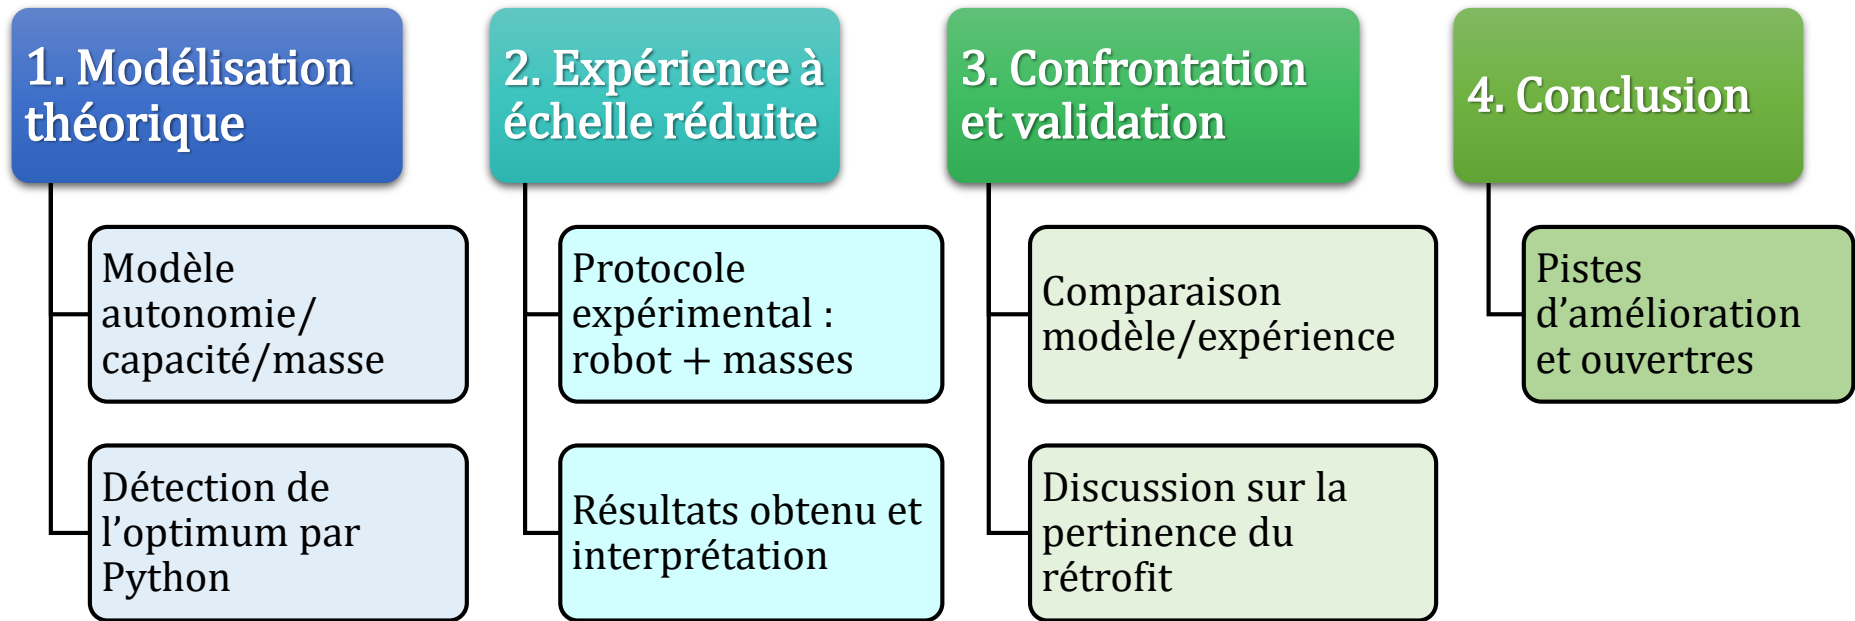 1. Modélisation
théorique
Modèle
autonomie/
capacité/masse
Détection de
l’optimum par
Python
2. Expérience à
échelle réduite
Protocole
expérimental :
robot + masses
Résultats obtenu et
interprétation
3. Confrontation
et validation
Comparaison
modèle/expérience
Discussion sur la
pertinence du
rétrofit
4. Conclusion
Pistes
d’amélioration
et ouvertres